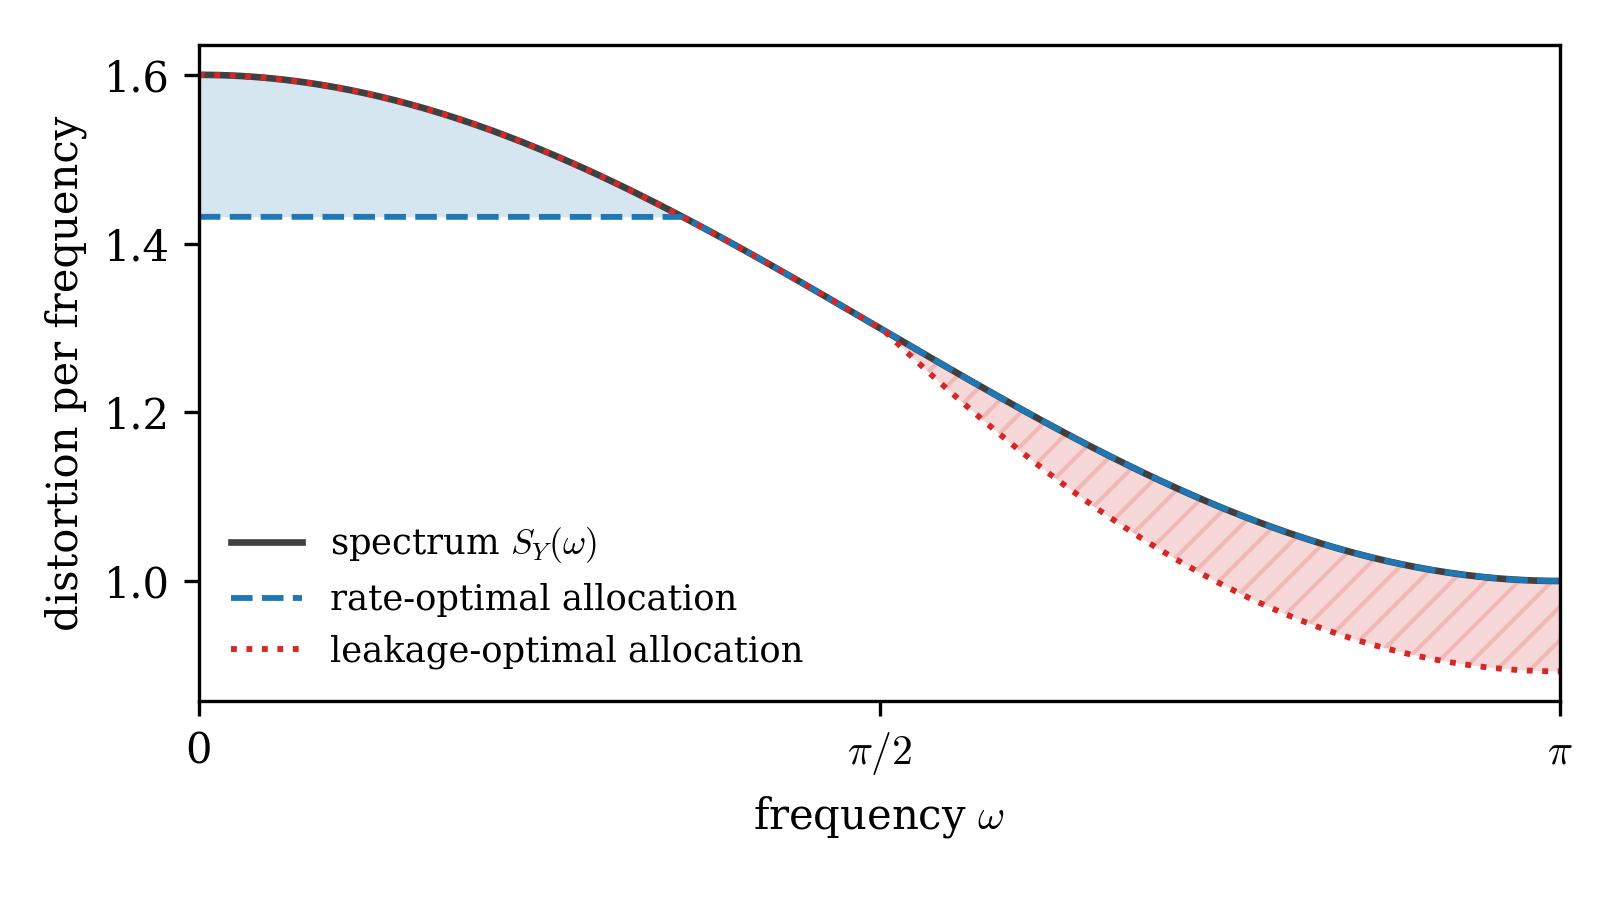 1.6
1.4
1.2
1.0
distortion per frequency
spectrum S_Y(ω)
rate-optimal allocation
leakage-optimal allocation
0
π/2
π
frequency ω